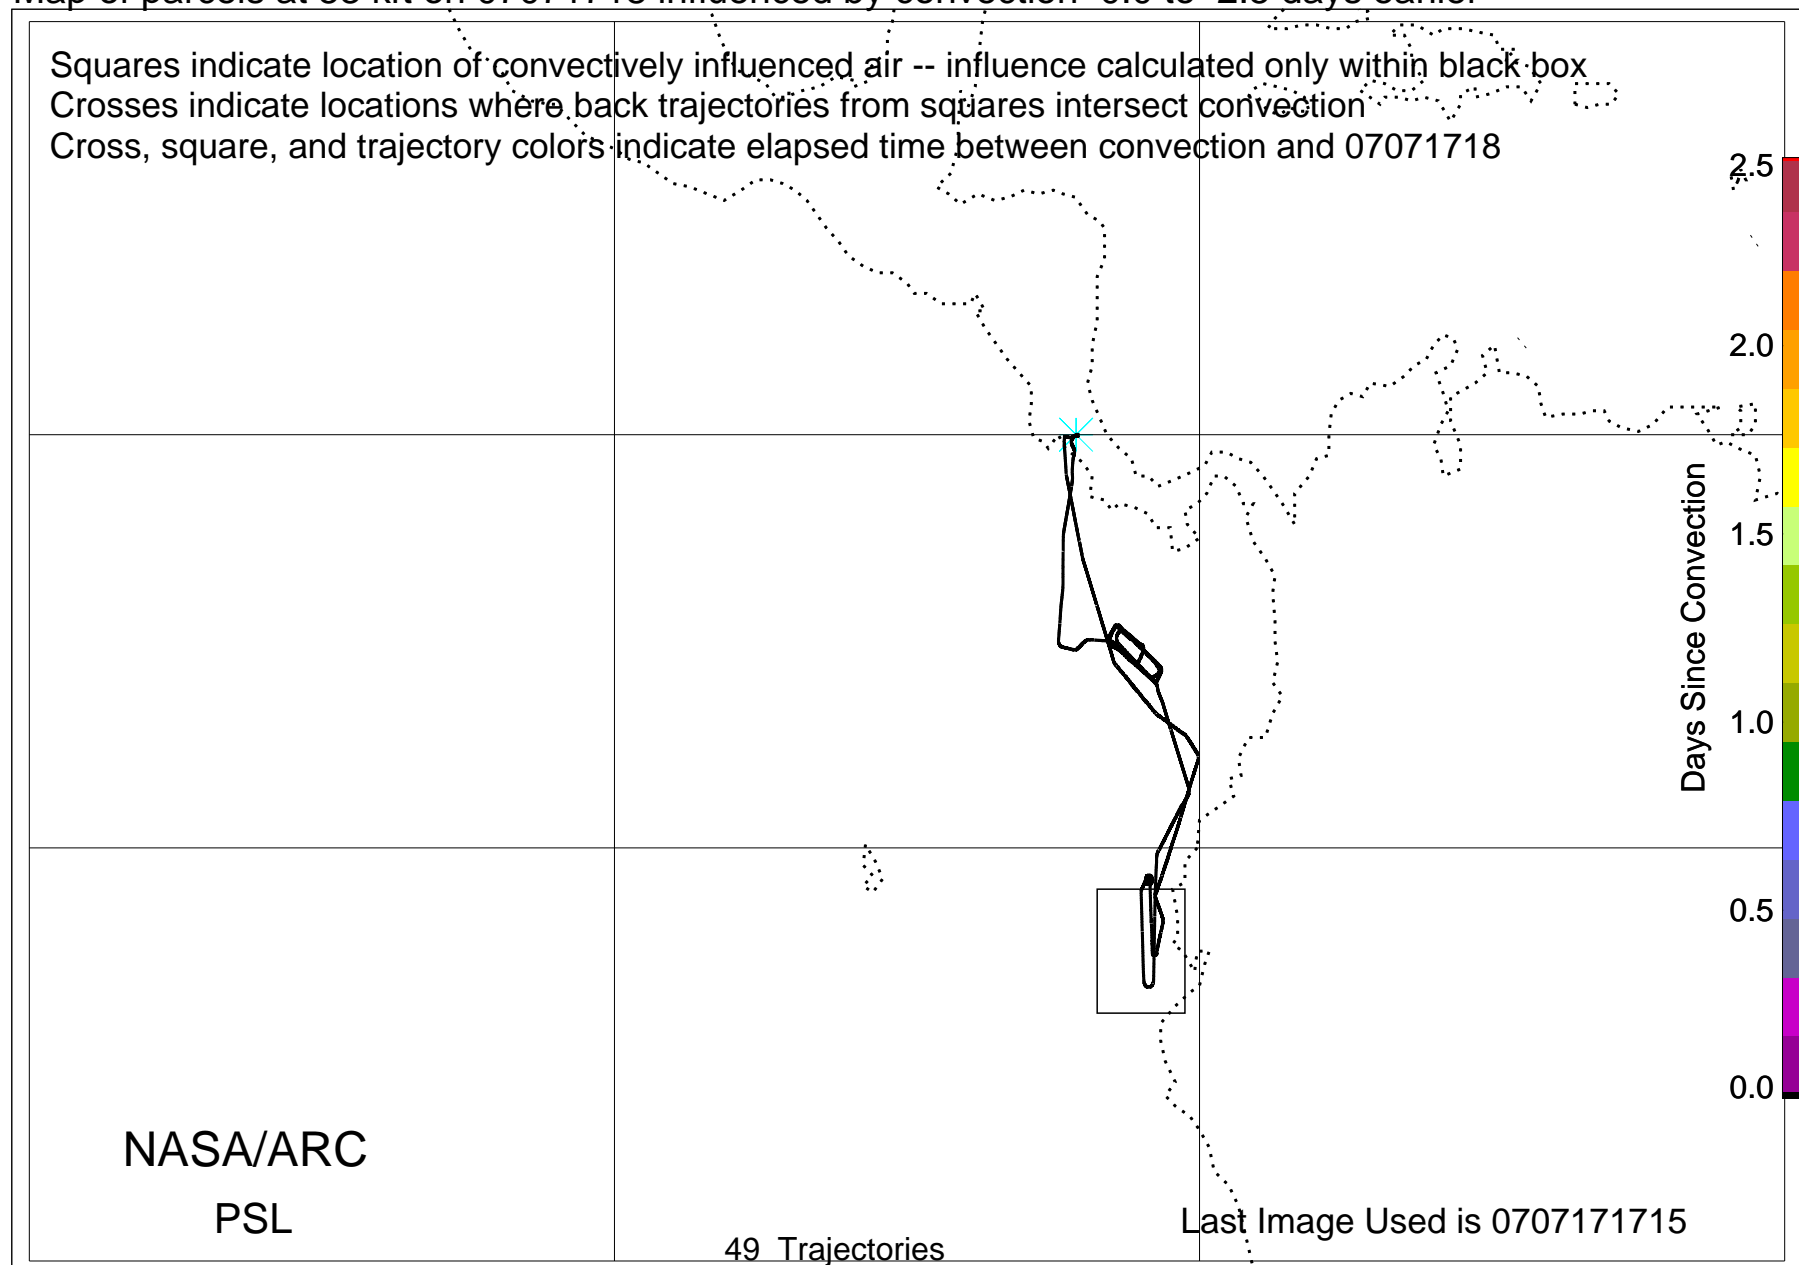 Squares indicate location of convectively influenced air -- influence calculated only within black box
Crosses indicate locations where back trajectories from squares intersect convection
Cross, square, and trajectory colors indicate elapsed time between convection and 07071718
2.5
2.0
1.5
1.0
0.5
0.0
Days Since Convection
NASA/ARC
PSL
Last Image Used is 0707171715
49 Trajectories